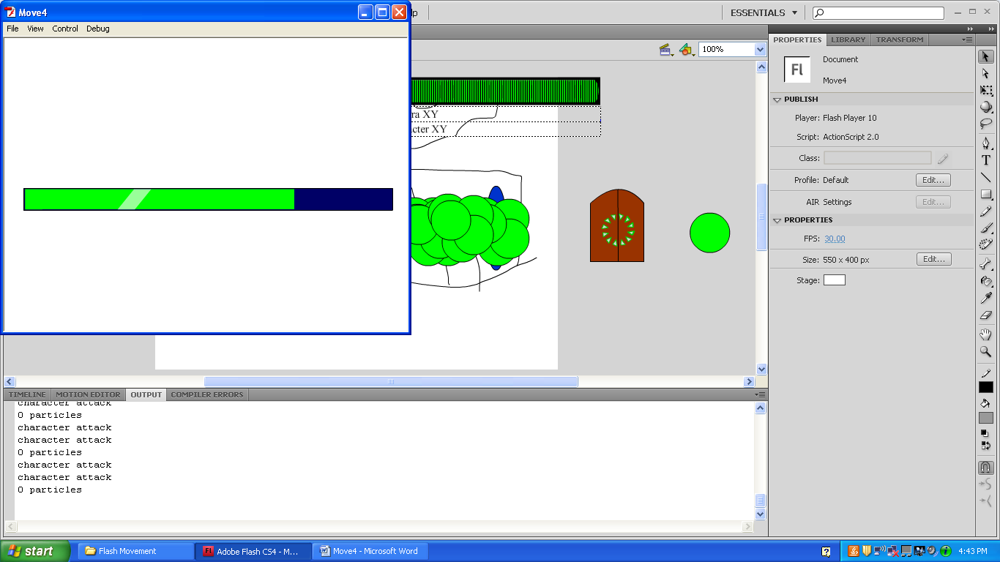 Move4
File View Control Debug
lp
ESSENTIALS
100%
ra XY
cter XY
PROPERTIES LIBRARY TRANSFORM
Fl
Document
Move4
PUBLISH
Player: Flash Player 10
Script: ActionScript 2.0
Class:
Profile: Default Edit...
AIR Settings Edit...
PROPERTIES
FPS: 30.00
Size: 550 x 400 px Edit...
Stage:
T
TIMELINE MOTION EDITOR OUTPUT COMPILER ERRORS
character attack
0 particles
character attack
character attack
0 particles
character attack
character attack
0 particles
start Flash Movement Fl Adobe Flash CS4 - M... Move4 - Microsoft Word ? 4:43 PM